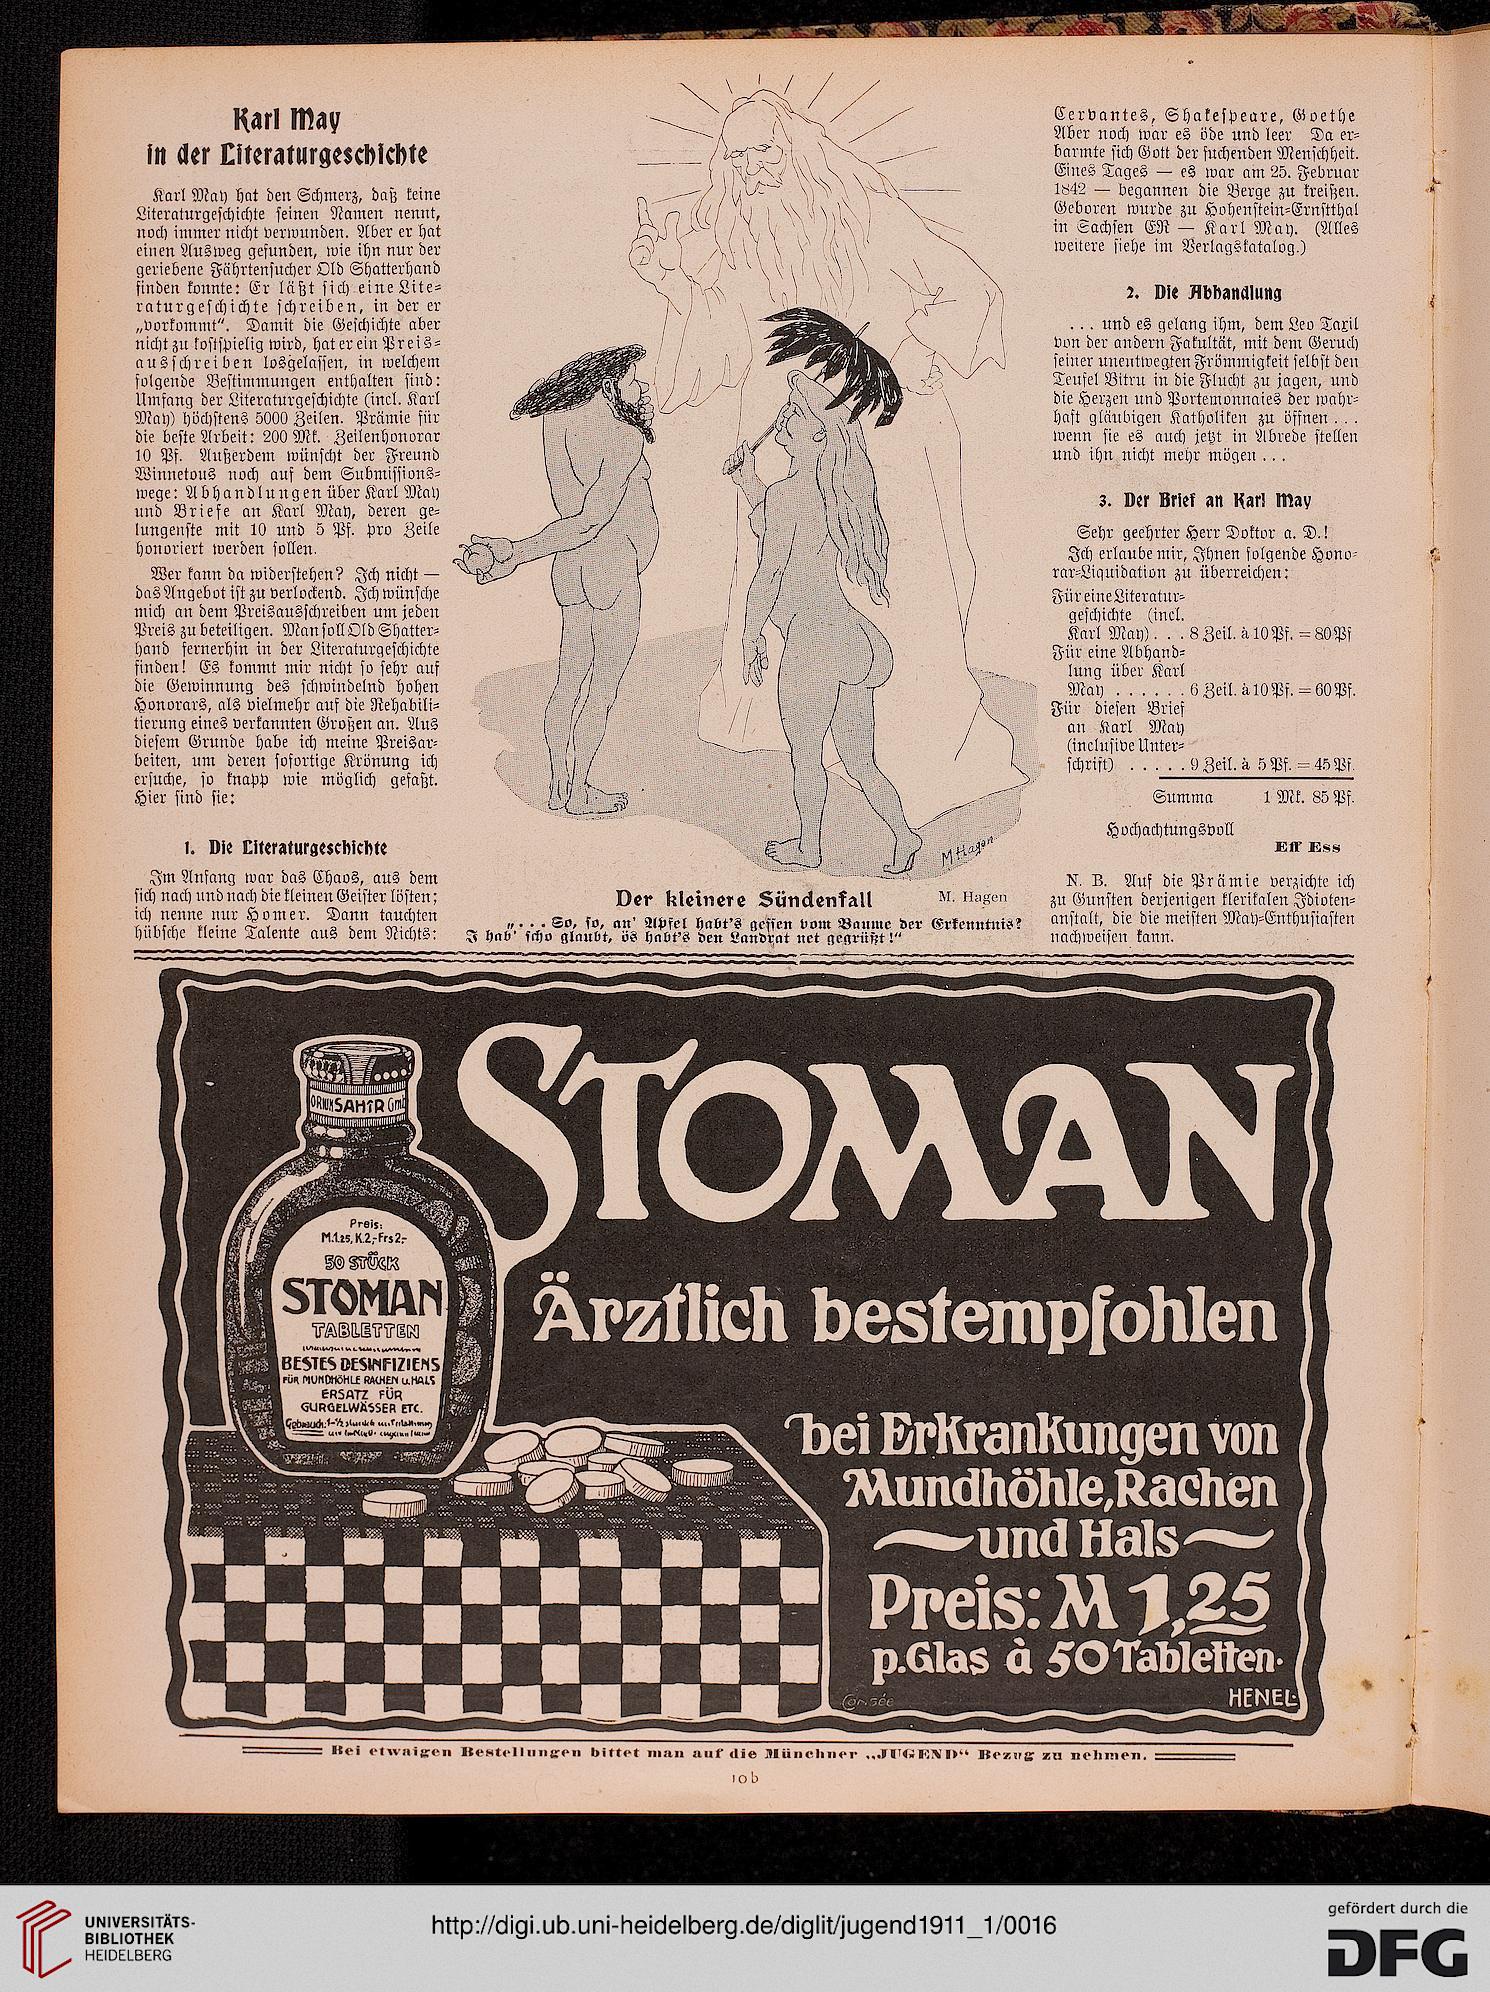 Karl May
in der Literaturgeschichte
Karl May hat den Schmerz, daß keine
Literaturgeschichte seinen Namen nennt,
noch immer nicht verwunden. Aber er hat
einen Ausweg gefunden, wie ihn nur der
geriebene Fährtensucher Old Shatterhand
finden konnte: Er läßt sich eine Lite-
raturgeschichte schreiben, in der er
„vorkommt“. Damit die Geschichte aber
nicht zu kostspielig wird, hat er ein Preis-
ausschreiben losgelassen, in welchem
folgende Bestimmungen enthalten sind:
Umfang der Literaturgeschichte (incl. Karl
May) höchstens 5000 Zeilen. Prämie für
die beste Arbeit: 200 Mk. Zeilenhonorar
10 Pf. Außerdem wünscht der Freund
Winnetous noch auf dem Submissions-
wege: Abhandlungen über Karl May
und Briefe an Karl May, deren ge-
lungenste mit 10 und 5 Pf. pro Zeile
honoriert werden sollen.
Wer kann da widerstehen? Ich nicht —
das Angebot ist zu verlockend. Ich wünsche
mich an dem Preisausschreiben um jeden
Preis zu beteiligen. Man soll Old Shatter-
hand fernerhin in der Literaturgeschichte
finden! Es kommt mir nicht so sehr auf
die Gewinnung des schwindelnd hohen
Honorars, als vielmehr auf die Rehabili-
tierung eines verkannten Großen an. Aus
diesem Grunde habe ich meine Preisar-
beiten, um deren sofortige Krönung ich
ersuche, so knapp wie möglich gefaßt.
Hier sind sie:
1. Die Literaturgeschichte
Im Anfang war das Chaos, aus dem
sich nach und nach die kleinen Geister lösten;
ich nenne nur Homer. Dann tauchten
hübsche kleine Talente aus dem Nichts:
M Hagen
Der kleinere Sündenfall M. Hagen
„... So, so, an' Apfel habt's gessen vom Baume der Erkenntnis?
I hab' scho glaubt, ös habt's den Landrat net gegrüßt!“
Cervantes, Shakespeare, Goethe
Aber noch war es öde und leer Da er-
barmte sich Gott der suchenden Menschheit.
Eines Tages — es war am 25. Februar
1842 — begannen die Berge zu kreißen.
Geboren wurde zu Hohenstein-Ernstthal
in Sachsen ER — Karl May. (Alles
weitere siehe im Verlagskatalog.)
2. Die Abhandlung
... und es gelang ihm, dem Leo Taxil
von der andern Fakultät, mit dem Geruch
seiner unentwegten Frömmigkeit selbst den
Teufel Bitru in die Flucht zu jagen, und
die Herzen und Portemonnaies der wahr-
haft gläubigen Katholiken zu öffnen ...
wenn sie es auch jetzt in Abrede stellen
und ihn nicht mehr mögen ...
3. Der Brief an Karl May
Sehr geehrter Herr Doktor a. D.!
Ich erlaube mir, Ihnen folgende Hono-
rar-Liquidation zu überreichen:
Für eine Literatur-
geschichte (incl.
Karl May) . . . 8 Zeil. à 10 Pf. = 80 Pf
Für eine Abhand-
lung über Karl
May . . . . . . 6 Zeil. à 10 Pf. = 60 Pf.
Für diesen Brief
an Karl May
(inclusive Unter-
schrift) . . . . . 9 Zeil. à 5 Pf. = 45 Pf.
Summa 1 Mk. 85 Pf.
Hochachtungsvoll
Eff Ess
N. B. Auf die Prämie verzichte ich
zu Gunsten derjenigen klerikalen Idioten-
anstalt, die die meisten May-Enthusiasten
nachweisen kann.
STOMAN
SAHIR GmbH
Preis:
M.1.25, K.2,- Frs 2,-
50 STÜCK
STOMAN
TABLETTEN
BESTES DESINFIZIENS
FÜR MUNDHÖHLE RACHEN u. HALS
ERSATZ FÜR
GURGELWÄSSER ETC.
Gebrauch:
Ärztlich bestempfohlen
bei Erkrankungen von
Mundhöhle, Rachen
und Hals
Preis: M 1,25
p. Glas à 50 Tabletten.
Consée
HENEL.
Bei etwaigen Bestellungen bittet man auf die Münchner „JUGEND“ Bezug zu nehmen.
10 b
UNIVERSITÄTS-
BIBLIOTHEK
HEIDELBERG
http://digi.ub.uni-heidelberg.de/diglit/jugend1911_1/0016
gefördert durch die
DFG